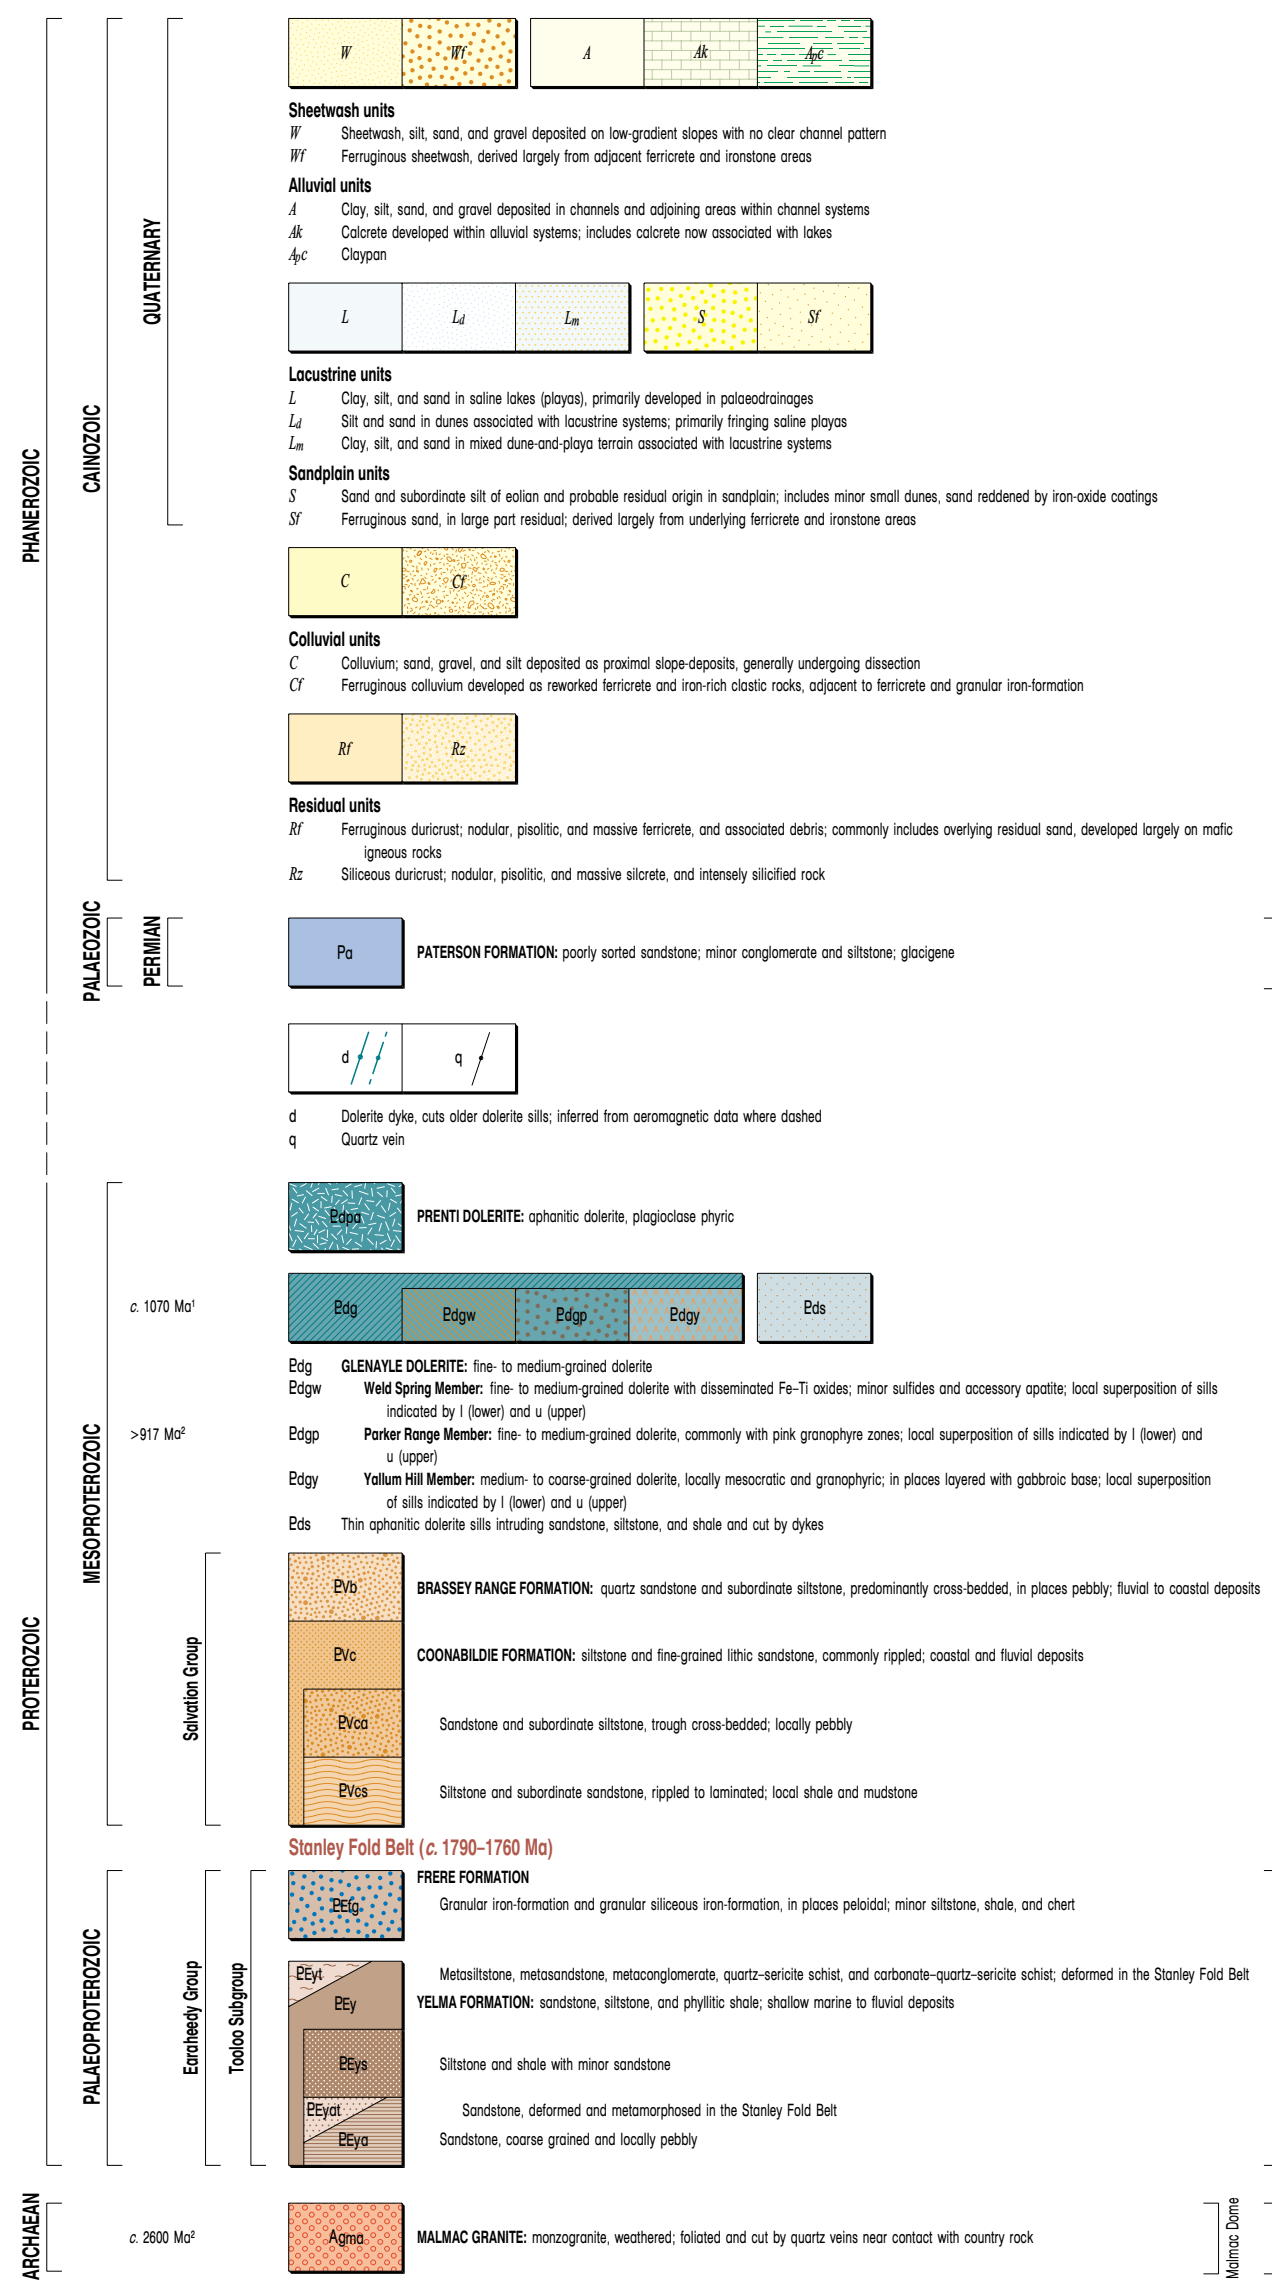 W Wf A Ak Apc
Sheetwash units
W Sheetwash, silt, sand, and gravel deposited on low-gradient slopes with no clear channel pattern
Wf Ferruginous sheetwash, derived largely from adjacent ferricrete and ironstone areas
Alluvial units
A Clay, silt, sand, and gravel deposited in channels and adjoining areas within channel systems
Ak Calcrete developed within alluvial systems; includes calcrete now associated with lakes
Apc Claypan
QUATERNARY
L Ld Lm S Sf
Lacustrine units
L Clay, silt, and sand in saline lakes (playas), primarily developed in palaeodrainages
Ld Silt and sand in dunes associated with lacustrine systems; primarily fringing saline playas
Lm Clay, silt, and sand in mixed dune-and-playa terrain associated with lacustrine systems
CAINOZOIC
Sandplain units
S Sand and subordinate silt of eolian and probable residual origin in sandplain; includes minor small dunes, sand reddened by iron-oxide coatings
Sf Ferruginous sand, in large part residual; derived largely from underlying ferricrete and ironstone areas
PHANEROZOIC
C Cf
Colluvial units
C Colluvium; sand, gravel, and silt deposited as proximal slope-deposits, generally undergoing dissection
Cf Ferruginous colluvium developed as reworked ferricrete and iron-rich clastic rocks, adjacent to ferricrete and granular iron-formation
Rf Rz
Residual units
Rf Ferruginous duricrust; nodular, pisolitic, and massive ferricrete, and associated debris; commonly includes overlying residual sand, developed largely on mafic
igneous rocks
Rz Siliceous duricrust; nodular, pisolitic, and massive silcrete, and intensely silicified rock
PALAEOZOIC
PERMIAN
Pa PATERSON FORMATION: poorly sorted sandstone; minor conglomerate and siltstone; glacigene
d q
d Dolerite dyke, cuts older dolerite sills; inferred from aeromagnetic data where dashed
q Quartz vein
Ƥdpa PRENTI DOLERITE: aphanitic dolerite, plagioclase phyric
c. 1070 Ma¹ Ƥdg Ƥdgw Ƥdgp Ƥdgy Ƥds
Ƥdg GLENAYLE DOLERITE: fine- to medium-grained dolerite
Ƥdgw Weld Spring Member: fine- to medium-grained dolerite with disseminated Fe–Ti oxides; minor sulfides and accessory apatite; local superposition of sills
indicated by l (lower) and u (upper)
>917 Ma² Ƥdgp Parker Range Member: fine- to medium-grained dolerite, commonly with pink granophyre zones; local superposition of sills indicated by l (lower) and
u (upper)
Ƥdgy Yallum Hill Member: medium- to coarse-grained dolerite, locally mesocratic and granophyric; in places layered with gabbroic base; local superposition
of sills indicated by l (lower) and u (upper)
Ƥds Thin aphanitic dolerite sills intruding sandstone, siltstone, and shale and cut by dykes
MESOPROTEROZOIC
PROTEROZOIC
Salvation Group
ƤVb BRASSEY RANGE FORMATION: quartz sandstone and subordinate siltstone, predominantly cross-bedded, in places pebbly; fluvial to coastal deposits
ƤVc COONABILDIE FORMATION: siltstone and fine-grained lithic sandstone, commonly rippled; coastal and fluvial deposits
ƤVca Sandstone and subordinate siltstone, trough cross-bedded; locally pebbly
ƤVcs Siltstone and subordinate sandstone, rippled to laminated; local shale and mudstone
Stanley Fold Belt (c. 1790–1760 Ma)
FRERE FORMATION
ƤEfg Granular iron-formation and granular siliceous iron-formation, in places peloidal; minor siltstone, shale, and chert
PALAEOPROTEROZOIC
Earaheedy Group
Tooloo Subgroup
ƤEyt Metasiltstone, metasandstone, metaconglomerate, quartz–sericite schist, and carbonate–quartz–sericite schist; deformed in the Stanley Fold Belt
ƤEy YELMA FORMATION: sandstone, siltstone, and phyllitic shale; shallow marine to fluvial deposits
ƤEys Siltstone and shale with minor sandstone
ƤEyat Sandstone, deformed and metamorphosed in the Stanley Fold Belt
ƤEya Sandstone, coarse grained and locally pebbly
ARCHAEAN
c. 2600 Ma² Agma MALMAC GRANITE: monzogranite, weathered; foliated and cut by quartz veins near contact with country rock
Malmac Dome